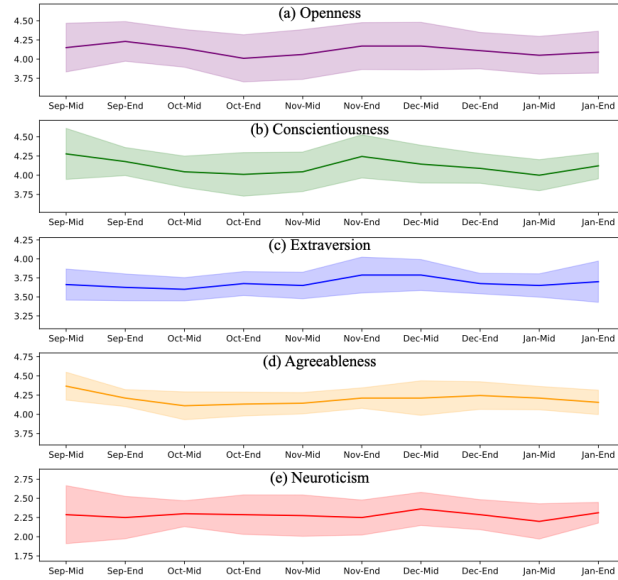 (a) Openness
4.50
4.25
4.00
3.75
Sep-Mid Sep-End Oct-Mid Oct-End Nov-Mid Nov-End Dec-Mid Dec-End Jan-Mid Jan-End
(b) Conscientiousness
4.50
4.25
4.00
3.75
Sep-Mid Sep-End Oct-Mid Oct-End Nov-Mid Nov-End Dec-Mid Dec-End Jan-Mid Jan-End
(c) Extraversion
4.25
4.00
3.75
3.50
3.25
Sep-Mid Sep-End Oct-Mid Oct-End Nov-Mid Nov-End Dec-Mid Dec-End Jan-Mid Jan-End
(d) Agreeableness
4.75
4.50
4.25
4.00
3.75
Sep-Mid Sep-End Oct-Mid Oct-End Nov-Mid Nov-End Dec-Mid Dec-End Jan-Mid Jan-End
(e) Neuroticism
2.75
2.50
2.25
2.00
1.75
Sep-Mid Sep-End Oct-Mid Oct-End Nov-Mid Nov-End Dec-Mid Dec-End Jan-Mid Jan-End